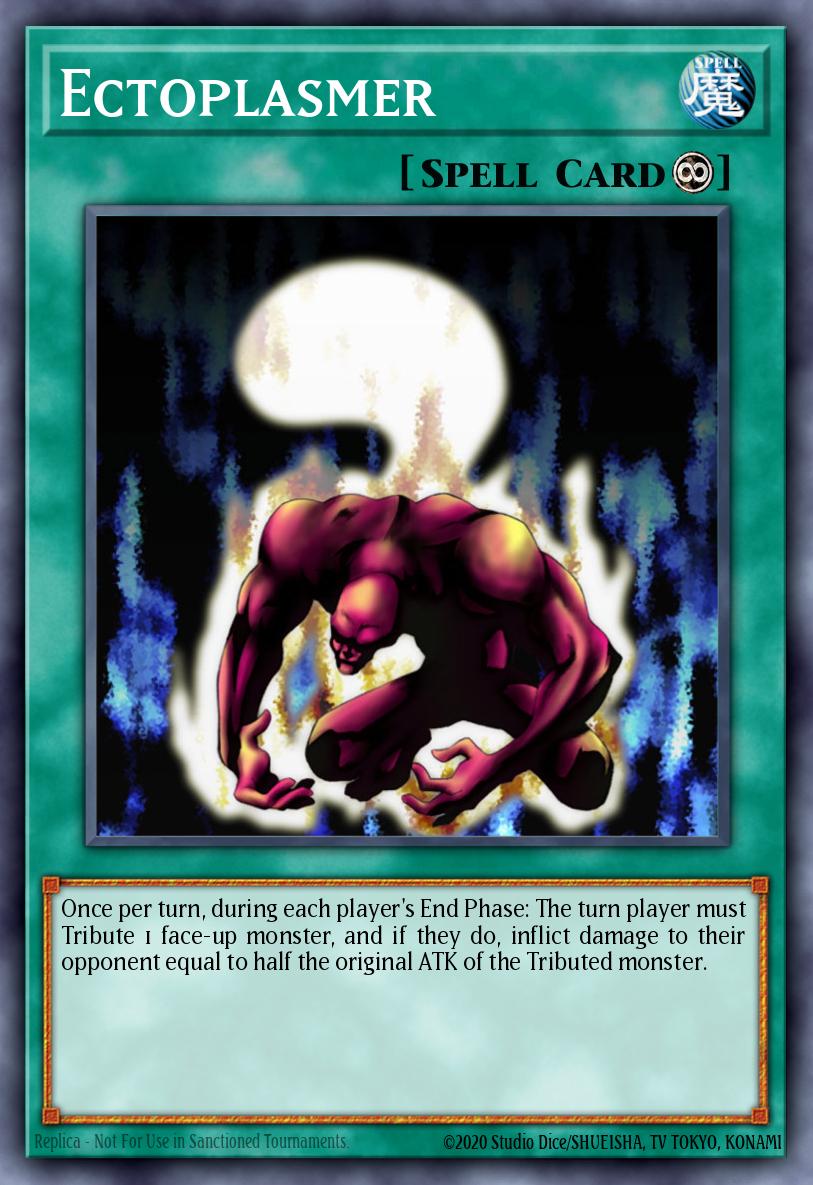 ECTOPLASMER
SPELL
魔
[SPELL CARD]
Once per turn, during each player's End Phase: The turn player must
Tribute 1 face-up monster, and if they do, inflict damage to their
opponent equal to half the original ATK of the Tributed monster.
Replica - Not For Use in Sanctioned Tournaments.
©2020 Studio Dice/SHUEISHA, TV TOKYO, KONAMI